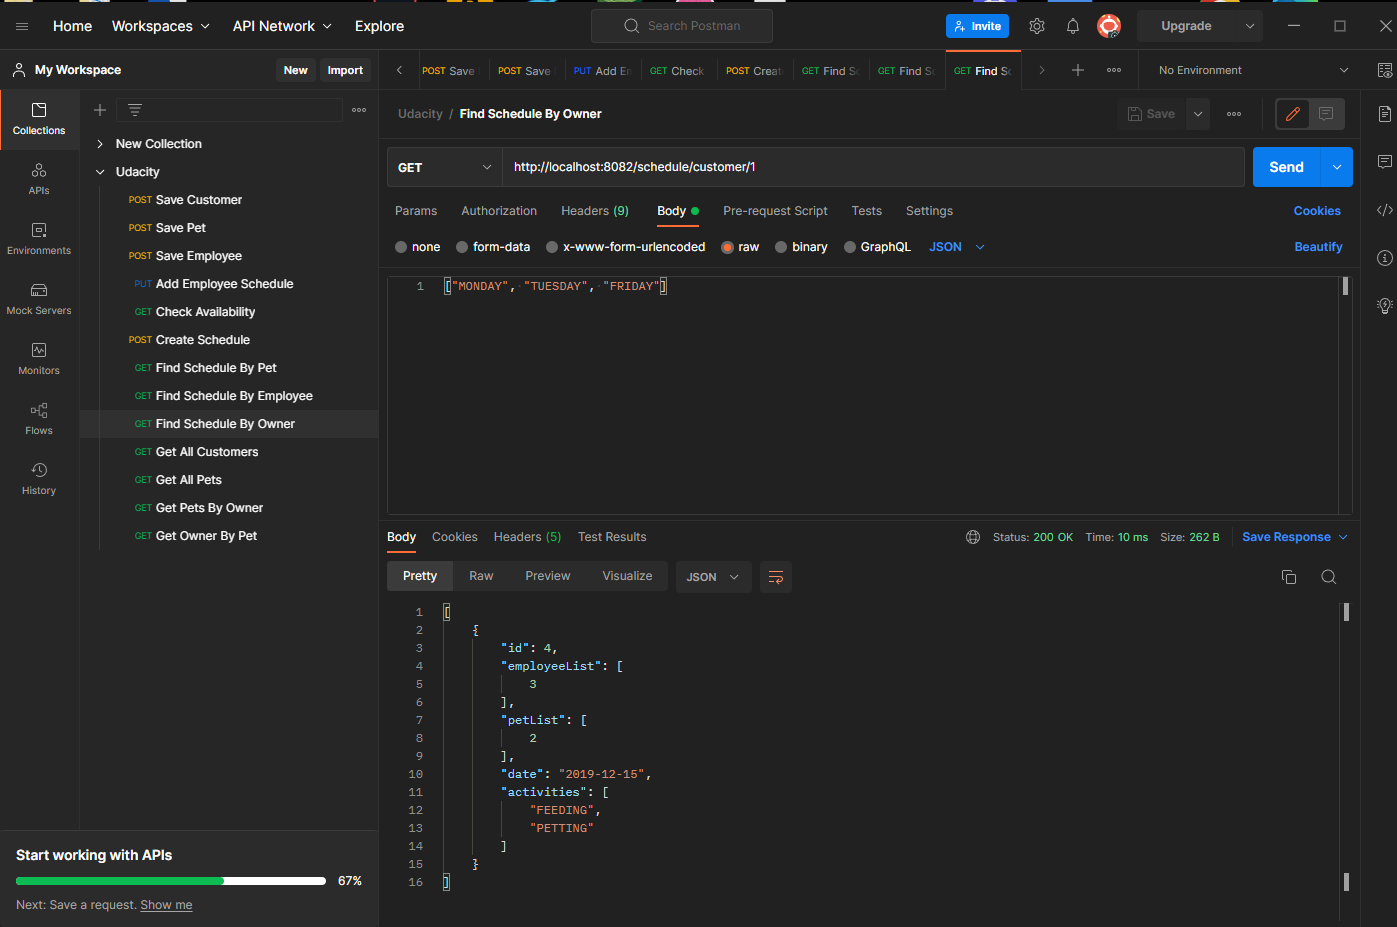 Home Workspaces API Network Explore Search Postman Invite Upgrade
My Workspace New Import
POST Save POST Save PUT Add En GET Check POST Creat GET Find Sc GET Find Sc GET Find Sc No Environment
Udacity / Find Schedule By Owner Save
Collections
APIs
Environments
Mock Servers
Monitors
Flows
History
New Collection
Udacity
POST Save Customer
POST Save Pet
POST Save Employee
PUT Add Employee Schedule
GET Check Availability
POST Create Schedule
GET Find Schedule By Pet
GET Find Schedule By Employee
GET Find Schedule By Owner
GET Get All Customers
GET Get All Pets
GET Get Pets By Owner
GET Get Owner By Pet
Start working with APIs
67%
Next: Save a request. Show me
GET http://localhost:8082/schedule/customer/1 Send
Params Authorization Headers (9) Body Pre-request Script Tests Settings Cookies
none form-data x-www-form-urlencoded raw binary GraphQL JSON Beautify
1 ["MONDAY", "TUESDAY", "FRIDAY"]
Body Cookies Headers (5) Test Results Status: 200 OK Time: 10 ms Size: 262 B Save Response
Pretty Raw Preview Visualize JSON
1 [
2 {
3 "id": 4,
4 "employeeList": [
5 3
6 ],
7 "petList": [
8 2
9 ],
10 "date": "2019-12-15",
11 "activities": [
12 "FEEDING",
13 "PETTING"
14 ]
15 }
16 ]